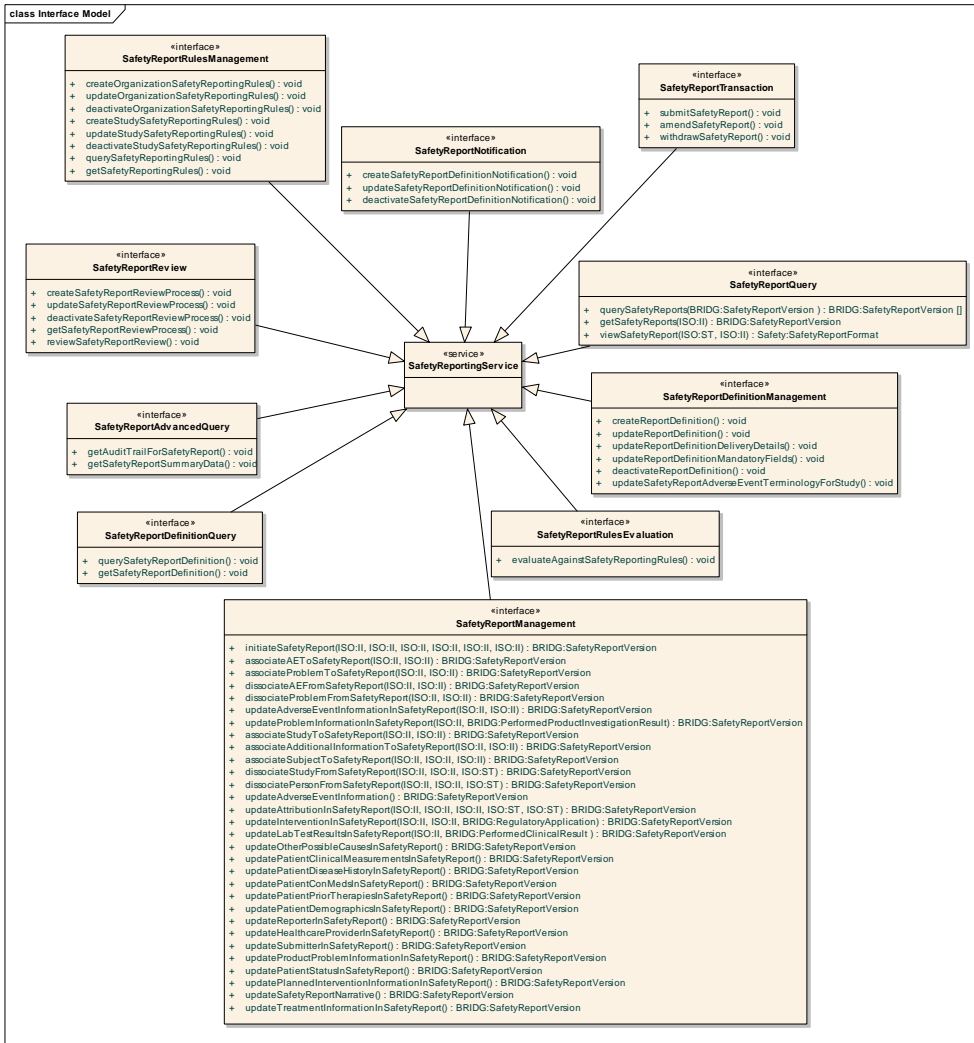 class Interface Model
«interface»
SafetyReportRulesManagement
+ createOrganizationSafetyReportingRules() : void
+ updateOrganizationSafetyReportingRules() : void
+ deactivateOrganizationSafetyReportingRules() : void
+ createStudySafetyReportingRules() : void
+ updateStudySafetyReportingRules() : void
+ deactivateStudySafetyReportingRules() : void
+ querySafetyReportingRules() : void
+ getSafetyReportingRules() : void
«interface»
SafetyReportTransaction
+ submitSafetyReport() : void
+ amendSafetyReport() : void
+ withdrawSafetyReport() : void
«interface»
SafetyReportNotification
+ createSafetyReportDefinitionNotification() : void
+ updateSafetyReportDefinitionNotification() : void
+ deactivateSafetyReportDefinitionNotification() : void
«interface»
SafetyReportReview
+ createSafetyReportReviewProcess() : void
+ updateSafetyReportReviewProcess() : void
+ deactivateSafetyReportReviewProcess() : void
+ getSafetyReportReviewProcess() : void
+ reviewSafetyReportReview() : void
«interface»
SafetyReportQuery
+ querySafetyReports(BRIDG:SafetyReportVersion ) : BRIDG:SafetyReportVersion []
+ getSafetyReports(ISO:II) : BRIDG:SafetyReportVersion
+ viewSafetyReport(ISO:ST, ISO:II) : Safety:SafetyReportFormat
«service»
SafetyReportingService
«interface»
SafetyReportDefinitionManagement
+ createReportDefinition() : void
+ updateReportDefinition() : void
+ updateReportDefinitionDeliveryDetails() : void
+ updateReportDefinitionMandatoryFields() : void
+ deactivateReportDefinition() : void
+ updateSafetyReportAdverseEventTerminologyForStudy() : void
«interface»
SafetyReportAdvancedQuery
+ getAuditTrailForSafetyReport() : void
+ getSafetyReportSummaryData() : void
«interface»
SafetyReportDefinitionQuery
+ querySafetyReportDefinition() : void
+ getSafetyReportDefinition() : void
«interface»
SafetyReportRulesEvaluation
+ evaluateAgainstSafetyReportingRules() : void
«interface»
SafetyReportManagement
+ initiateSafetyReport(ISO:II, ISO:II, ISO:II, ISO:II, ISO:II, ISO:II) : BRIDG:SafetyReportVersion
+ associateAEToSafetyReport(ISO:II, ISO:II) : BRIDG:SafetyReportVersion
+ associateProblemToSafetyReport(ISO:II, ISO:II) : BRIDG:SafetyReportVersion
+ dissociateAEFromSafetyReport(ISO:II, ISO:II) : BRIDG:SafetyReportVersion
+ dissociateProblemFromSafetyReport(ISO:II, ISO:II) : BRIDG:SafetyReportVersion
+ updateAdverseEventInformationInSafetyReport(ISO:II, ISO:II) : BRIDG:SafetyReportVersion
+ updateProblemInformationInSafetyReport(ISO:II, BRIDG:PerformedProductInvestigationResult) : BRIDG:SafetyReportVersion
+ associateStudyToSafetyReport(ISO:II, ISO:II) : BRIDG:SafetyReportVersion
+ associateAdditionalInformationToSafetyReport(ISO:II, ISO:II) : BRIDG:SafetyReportVersion
+ associateSubjectToSafetyReport(ISO:II, ISO:II, ISO:II) : BRIDG:SafetyReportVersion
+ dissociateStudyFromSafetyReport(ISO:II, ISO:II, ISO:ST) : BRIDG:SafetyReportVersion
+ dissociatePersonFromSafetyReport(ISO:II, ISO:II, ISO:ST) : BRIDG:SafetyReportVersion
+ updateAdverseEventInformation() : BRIDG:SafetyReportVersion
+ updateAttributionInSafetyReport(ISO:II, ISO:II, ISO:II, ISO:ST, ISO:ST) : BRIDG:SafetyReportVersion
+ updateInterventionInSafetyReport(ISO:II, ISO:II, BRIDG:RegulatoryApplication) : BRIDG:SafetyReportVersion
+ updateLabTestResultsInSafetyReport(ISO:II, BRIDG:PerformedClinicalResult ) : BRIDG:SafetyReportVersion
+ updateOtherPossibleCausesInSafetyReport() : BRIDG:SafetyReportVersion
+ updatePatientClinicalMeasurementsInSafetyReport() : BRIDG:SafetyReportVersion
+ updatePatientDiseaseHistoryInSafetyReport() : BRIDG:SafetyReportVersion
+ updatePatientConMedsInSafetyReport() : BRIDG:SafetyReportVersion
+ updatePatientPriorTherapiesInSafetyReport() : BRIDG:SafetyReportVersion
+ updatePatientDemographicsInSafetyReport() : BRIDG:SafetyReportVersion
+ updateReporterInSafetyReport() : BRIDG:SafetyReportVersion
+ updateHealthcareProviderInSafetyReport() : BRIDG:SafetyReportVersion
+ updateSubmitterInSafetyReport() : BRIDG:SafetyReportVersion
+ updateProductProblemInformationInSafetyReport() : BRIDG:SafetyReportVersion
+ updatePatientStatusInSafetyReport() : BRIDG:SafetyReportVersion
+ updatePlannedInterventionInformationInSafetyReport() : BRIDG:SafetyReportVersion
+ updateSafetyReportNarrative() : BRIDG:SafetyReportVersion
+ updateTreatmentInformationInSafetyReport() : BRIDG:SafetyReportVersion